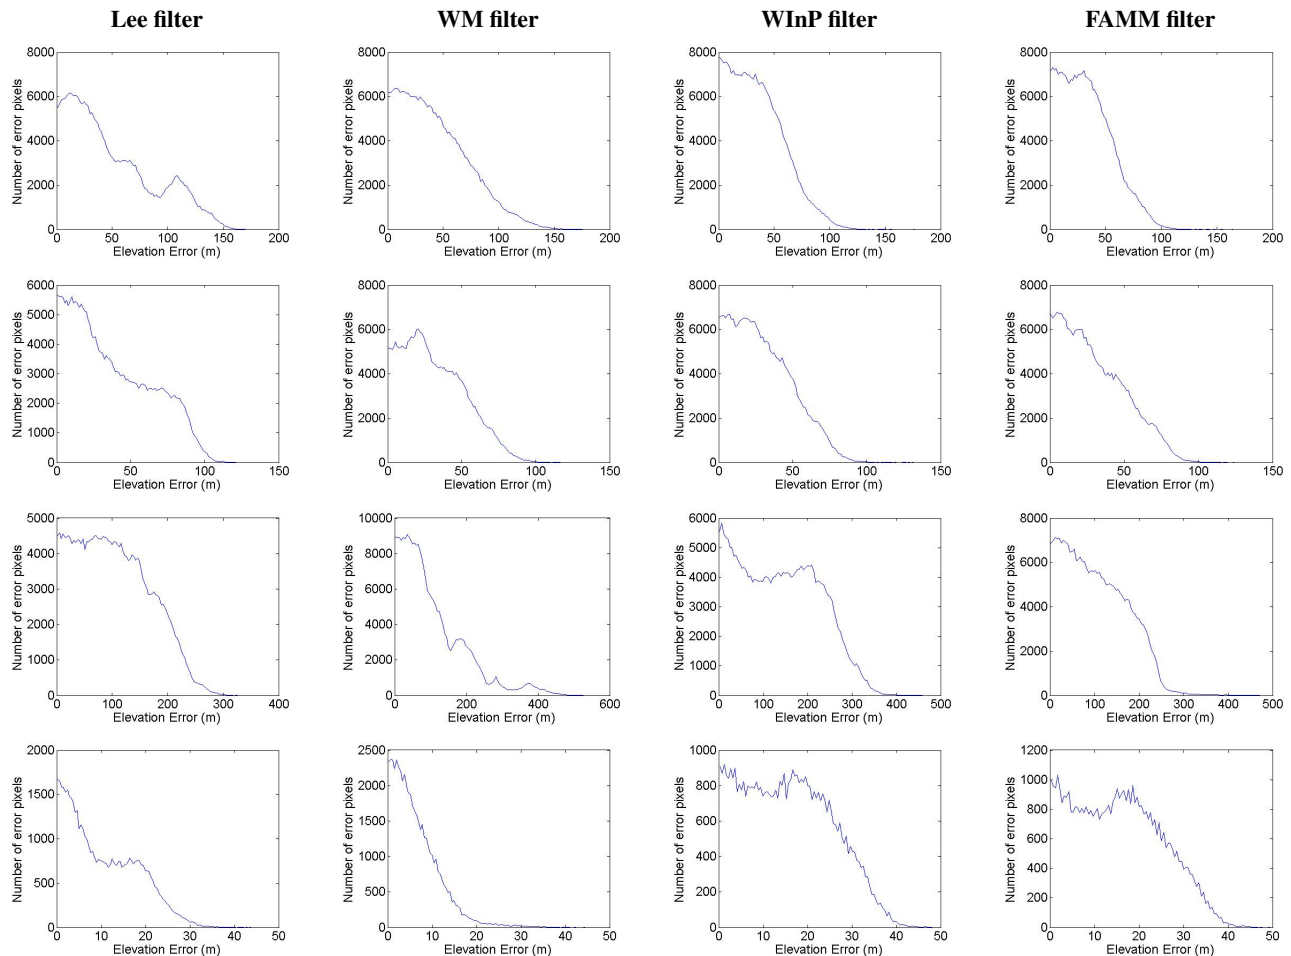 Lee filter WM filter WInP filter FAMM filter
8000
6000
4000
2000
0
0 50 100 150 200
Number of error pixels
Elevation Error (m)
8000
6000
4000
2000
0
0 50 100 150 200
Number of error pixels
Elevation Error (m)
8000
6000
4000
2000
0
0 50 100 150 200
Number of error pixels
Elevation Error (m)
8000
6000
4000
2000
0
0 50 100 150 200
Number of error pixels
Elevation Error (m)
6000
5000
4000
3000
2000
1000
0
0 50 100 150
Number of error pixels
Elevation Error (m)
8000
6000
4000
2000
0
0 50 100 150
Number of error pixels
Elevation Error (m)
8000
6000
4000
2000
0
0 50 100 150
Number of error pixels
Elevation Error (m)
8000
6000
4000
2000
0
0 50 100 150
Number of error pixels
Elevation Error (m)
5000
4000
3000
2000
1000
0
0 100 200 300 400
Number of error pixels
Elevation Error (m)
10000
8000
6000
4000
2000
0
0 200 400 600
Number of error pixels
Elevation Error (m)
6000
5000
4000
3000
2000
1000
0
0 100 200 300 400 500
Number of error pixels
Elevation Error (m)
8000
6000
4000
2000
0
0 100 200 300 400 500
Number of error pixels
Elevation Error (m)
2000
1500
1000
500
0
0 10 20 30 40 50
Number of error pixels
Elevation Error (m)
2500
2000
1500
1000
500
0
0 10 20 30 40 50
Number of error pixels
Elevation Error (m)
1000
800
600
400
200
0
0 10 20 30 40 50
Number of error pixels
Elevation Error (m)
1200
1000
800
600
400
200
0
0 10 20 30 40 50
Number of error pixels
Elevation Error (m)